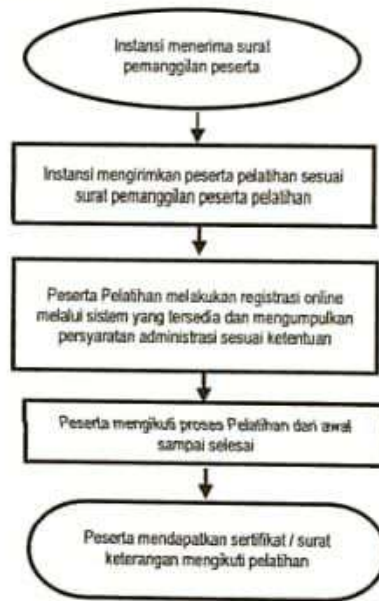 Instansi menerima surat
pemanggilan peserta
Instansi mengirimkan peserta pelatihan sesuai
surat pemanggilan peserta pelatihan
Peserta Pelatihan melakukan registrasi online
melalui sistem yang tersedia dan mengumpulkan
persyaratan administrasi sesuai ketentuan
Peserta mengikuti proses Pelatihan dari awal
sampai selesai
Peserta mendapatkan sertifikat / surat
keterangan mengikuti pelatihan